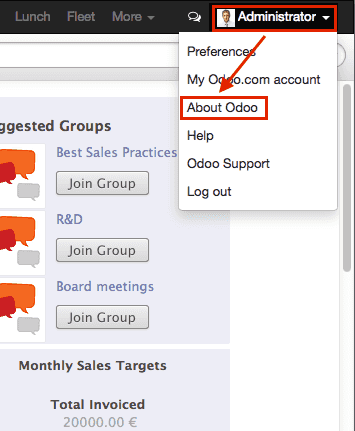 Lunch Fleet More Administrator
Preferences
My Odoo.com account
About Odoo
Help
Odoo Support
Log out
ggested Groups
Best Sales Practices
Join Group
R&D
Join Group
Board meetings
Join Group
Monthly Sales Targets
Total Invoiced
20000.00 €